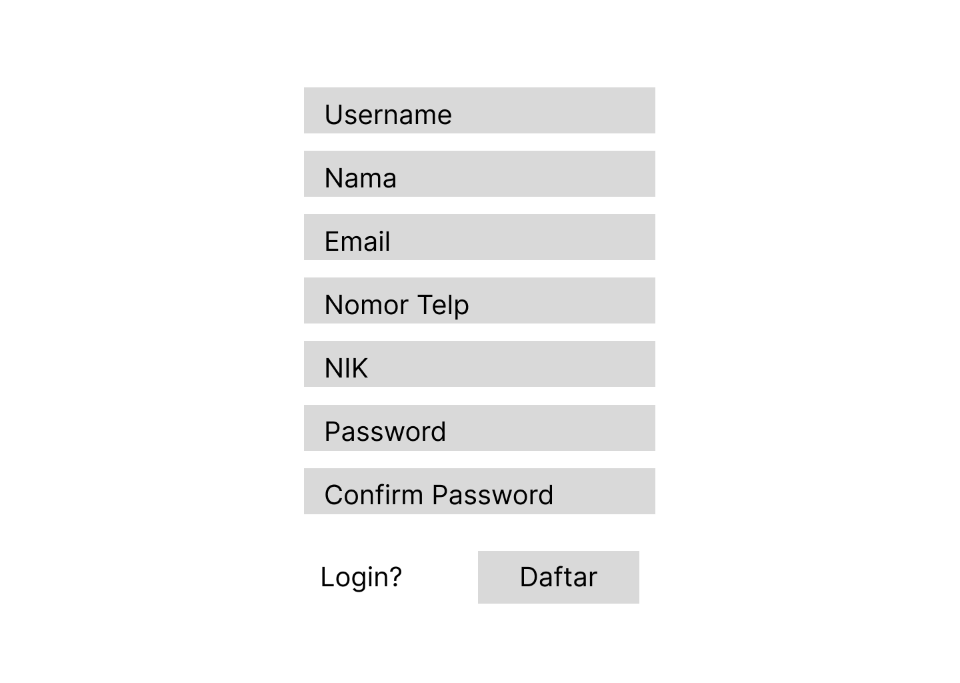 Username
Nama
Email
Nomor Telp
NIK
Password
Confirm Password
Login? Daftar